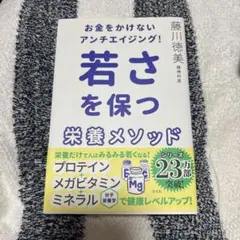 お金をかけない
アンチエイジング!
藤川徳美
精神科医
若さ
を保つ
栄養メソッド
栄養だけで人はみるみる若くなる!
プロテイン
メガビタミン
ミネラル
で健康レベルアップ!
Mg
23万部
突破!